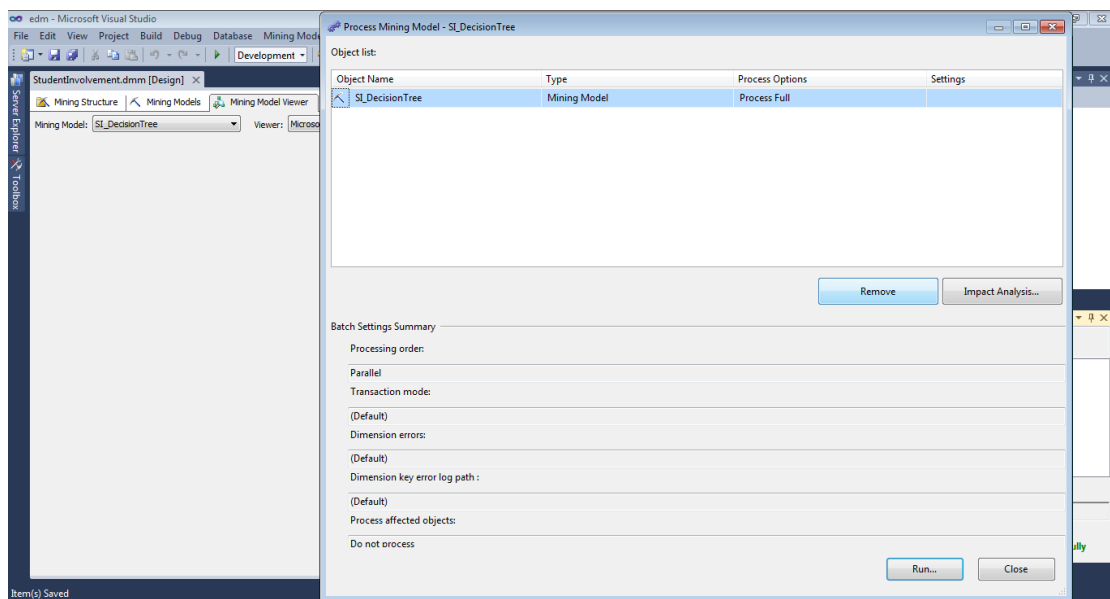 edm - Microsoft Visual Studio
File Edit View Project Build Debug Database Mining
Development
StudentInvolvement.dmm [Design]
Mining Structure Mining Models Mining Model Viewer
Mining Model: SI_DecisionTree Viewer:
Server Explorer
Toolbox
Item(s) Saved
Process Mining Model - SI_DecisionTree
Object list:
Object Name Type Process Options Settings
SI_DecisionTree Mining Model Process Full
Remove Impact Analysis...
Batch Settings Summary
Processing order:
Parallel
Transaction mode:
(Default)
Dimension errors:
(Default)
Dimension key error log path :
(Default)
Process affected objects:
Do not process
Run... Close